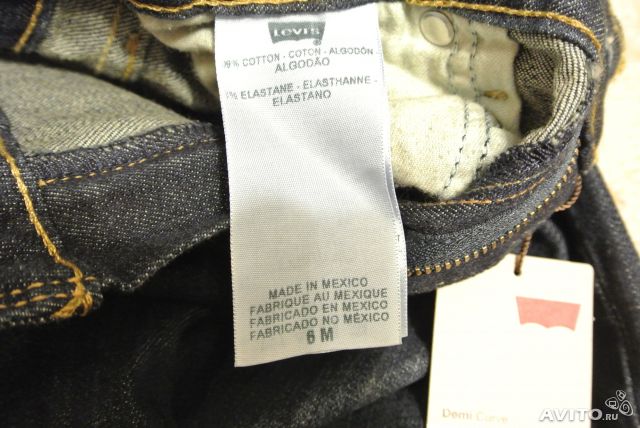 Levi's
% COTTON - COTON - ALGODÓN
ALGODÃO
% ELASTANE - ELASTHANNE -
ELASTANO
MADE IN MEXICO
FABRIQUE AU MEXIQUE
FABRICADO EN MEXICO
FABRICADO NO MÉXICO
6 M
Demi Curve
AVITO.ru